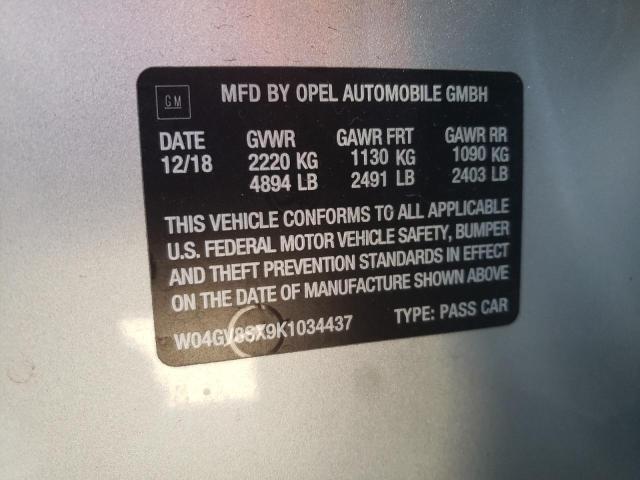 GM
MFD BY OPEL AUTOMOBILE GMBH
DATE GVWR GAWR FRT GAWR RR
12/18 2220 KG 1130 KG 1090 KG
4894 LB 2491 LB 2403 LB
THIS VEHICLE CONFORMS TO ALL APPLICABLE
U.S. FEDERAL MOTOR VEHICLE SAFETY, BUMPER
AND THEFT PREVENTION STANDARDS IN EFFECT
ON THE DATE OF MANUFACTURE SHOWN ABOVE
W04GV8SX9K1034437 TYPE: PASS CAR